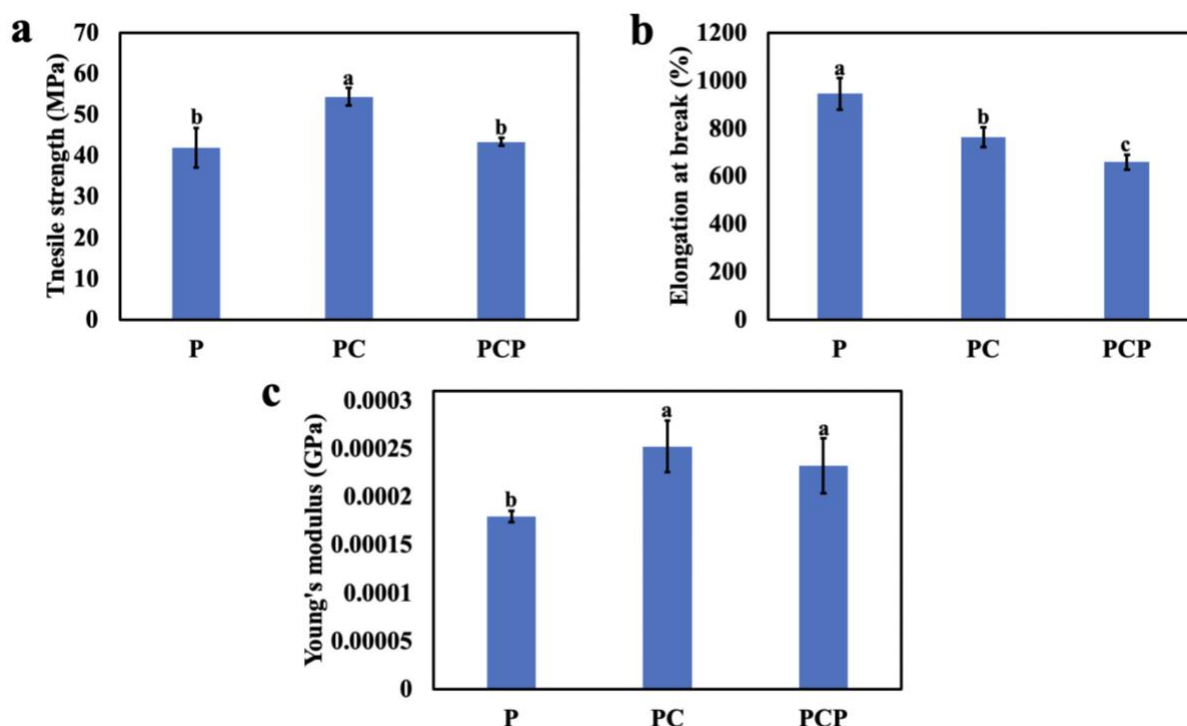 a
Tnesile strength (MPa)
70
60
50
40
30
20
10
0
b
a
b
P PC PCP
b
Elongation at break (%)
1200
1000
800
600
400
200
0
a
b
c
P PC PCP
c
Young's modulus (GPa)
0.0003
0.00025
0.0002
0.00015
0.0001
0.00005
0
b
a
a
P PC PCP